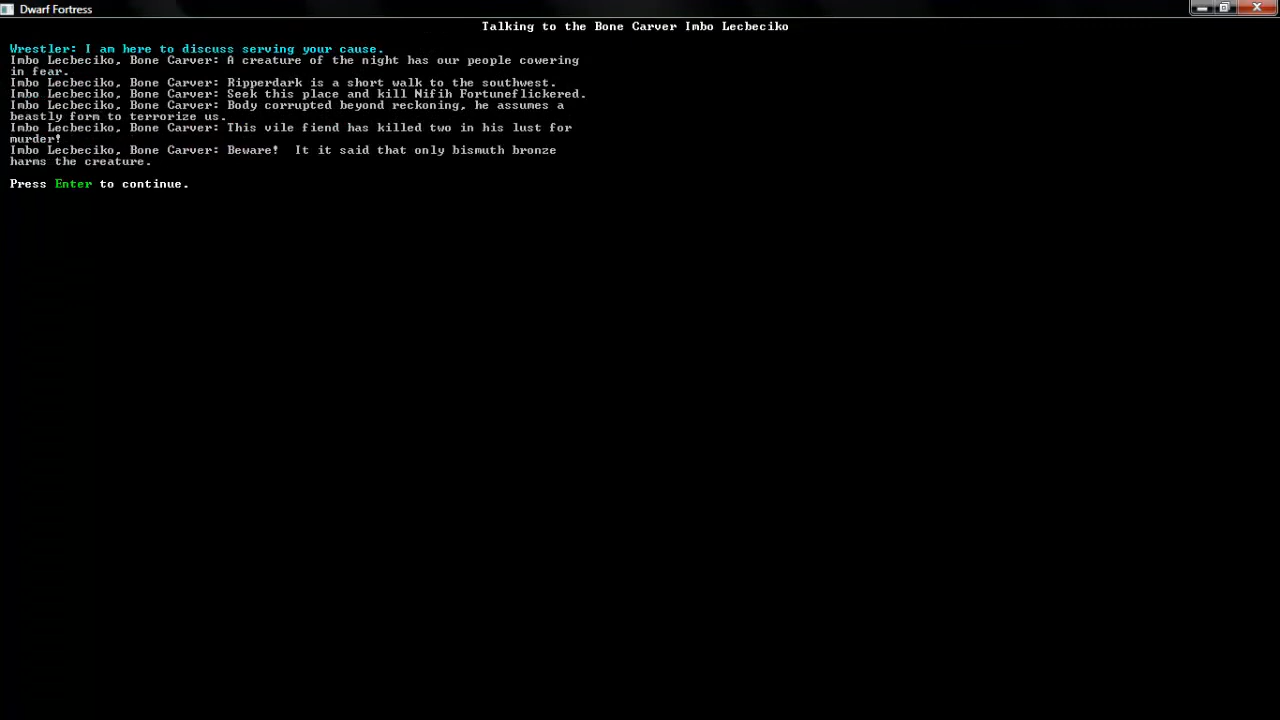 Dwarf Fortress
Talking to the Bone Carver Imbo Lecbeciko
Wrestler: I am here to discuss serving your cause.
Imbo Lecbeciko, Bone Carver: A creature of the night has our people cowering
in fear.
Imbo Lecbeciko, Bone Carver: Ripperdark is a short walk to the southwest.
Imbo Lecbeciko, Bone Carver: Seek this place and kill Nifih Fortuneflickered.
Imbo Lecbeciko, Bone Carver: Body corrupted beyond reckoning, he assumes a
beastly form to terrorize us.
Imbo Lecbeciko, Bone Carver: This vile fiend has killed two in his lust for
murder!
Imbo Lecbeciko, Bone Carver: Beware!  It it said that only bismuth bronze
harms the creature.
Press Enter to continue.